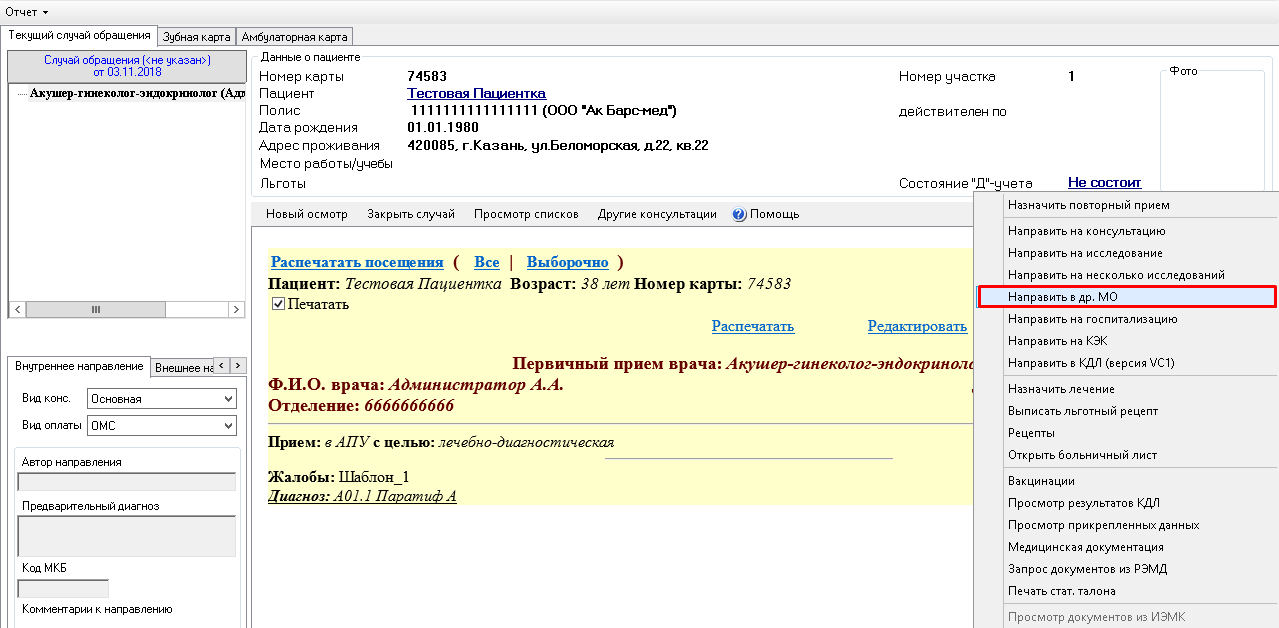 Отчет
Текущий случай обращения Зубная карта Амбулаторная карта
Случай обращения (<не указан>)
от 03.11.2018
Акушер-гинеколог-эндокринолог (Адм
Данные о пациенте
Номер карты 74583 Номер участка 1
Пациент Тестовая Пациентка
Полис 1111111111111111 (ООО "Ак Барс-мед") действителен по
Дата рождения 01.01.1980
Адрес проживания 420085, г.Казань, ул.Беломорская, д.22, кв.22
Место работы/учебы
Льготы Состояние "Д"-учета Не состоит
Фото
Новый осмотр Закрыть случай Просмотр списков Другие консультации Помощь
Распечатать посещения ( Все | Выборочно )
Пациент: Тестовая Пациентка Возраст: 38 лет Номер карты: 74583
Печатать
Распечатать Редактировать
Первичный прием врача: Акушер-гинеколог-эндокриноло
Ф.И.О. врача: Администратор А.А.
Отделение: 6666666666
Прием: в АПУ с целью: лечебно-диагностическая
Жалобы: Шаблон_1
Диагноз: A01.1 Паратиф A
Внутреннее направление Внешнее на
Вид конс. Основная
Вид оплаты ОМС
Автор направления
Предварительный диагноз
Код МКБ
Комментарии к направлению
Назначить повторный прием
Направить на консультацию
Направить на исследование
Направить на несколько исследований
Направить в др. МО
Направить на госпитализацию
Направить на КЭК
Направить в КДЛ (версия VC1)
Назначить лечение
Выписать льготный рецепт
Рецепты
Открыть больничный лист
Вакцинации
Просмотр результатов КДЛ
Просмотр прикрепленных данных
Медицинская документация
Запрос документов из РЭМД
Печать стат. талона
Просмотр документов из ИЭМК